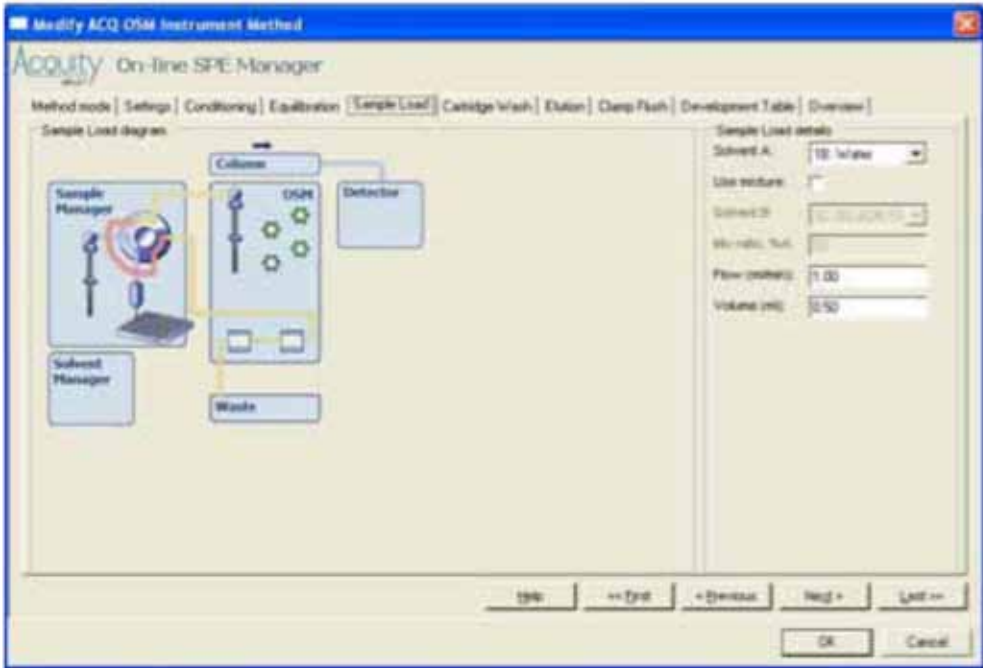 Modify ACQ OSM Instrument Method
Acquity On-line SPE Manager
Method mode Settings Conditioning Equilibration Sample Load Cartridge Wash Elution Clamp Flush Development Table Overview
Sample Load diagram
Column
Sample Manager
OSM
Detector
Solvent Manager
Waste
Sample Load details
Solvent A: Water
Use mixture:
Solvent B:
Mix ratio, %A:
Flow (ml/min): 1.00
Volume (ml): 0.50
Help << First < Previous Next > Last >>
OK Cancel